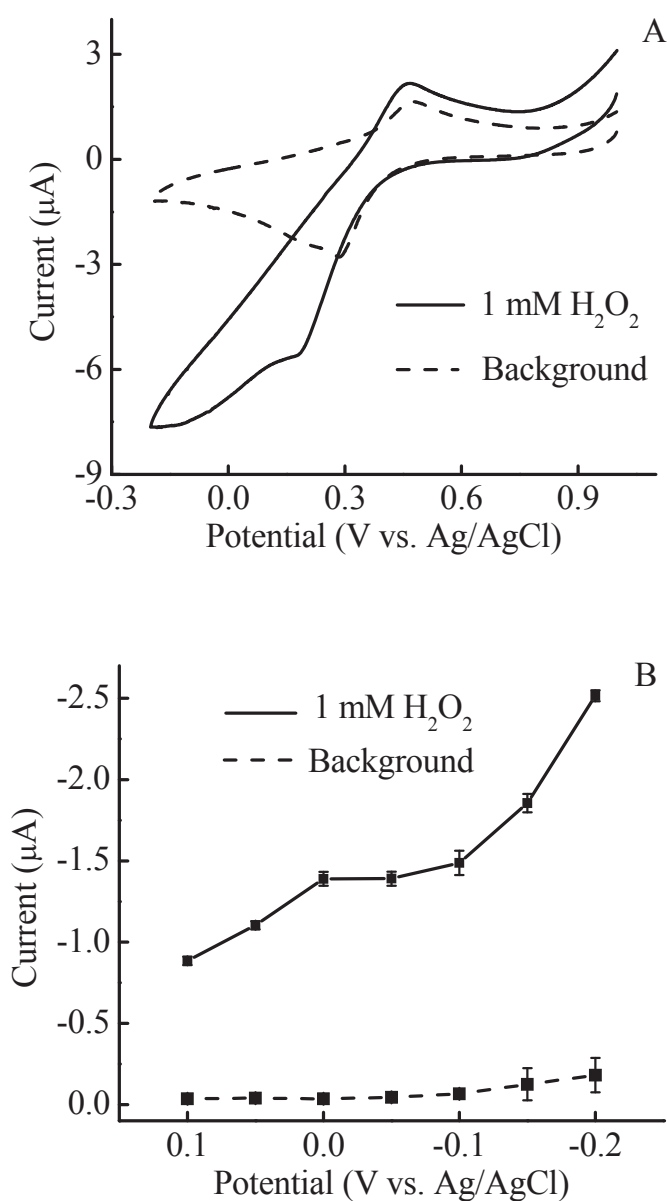 A
3
0
-3
-6
-9
Current (μA)
1 mM H₂O₂
Background
-0.3 0.0 0.3 0.6 0.9
Potential (V vs. Ag/AgCl)
B
-2.5
-2.0
-1.5
-1.0
-0.5
0.0
Current (μA)
1 mM H₂O₂
Background
0.1 0.0 -0.1 -0.2
Potential (V vs. Ag/AgCl)